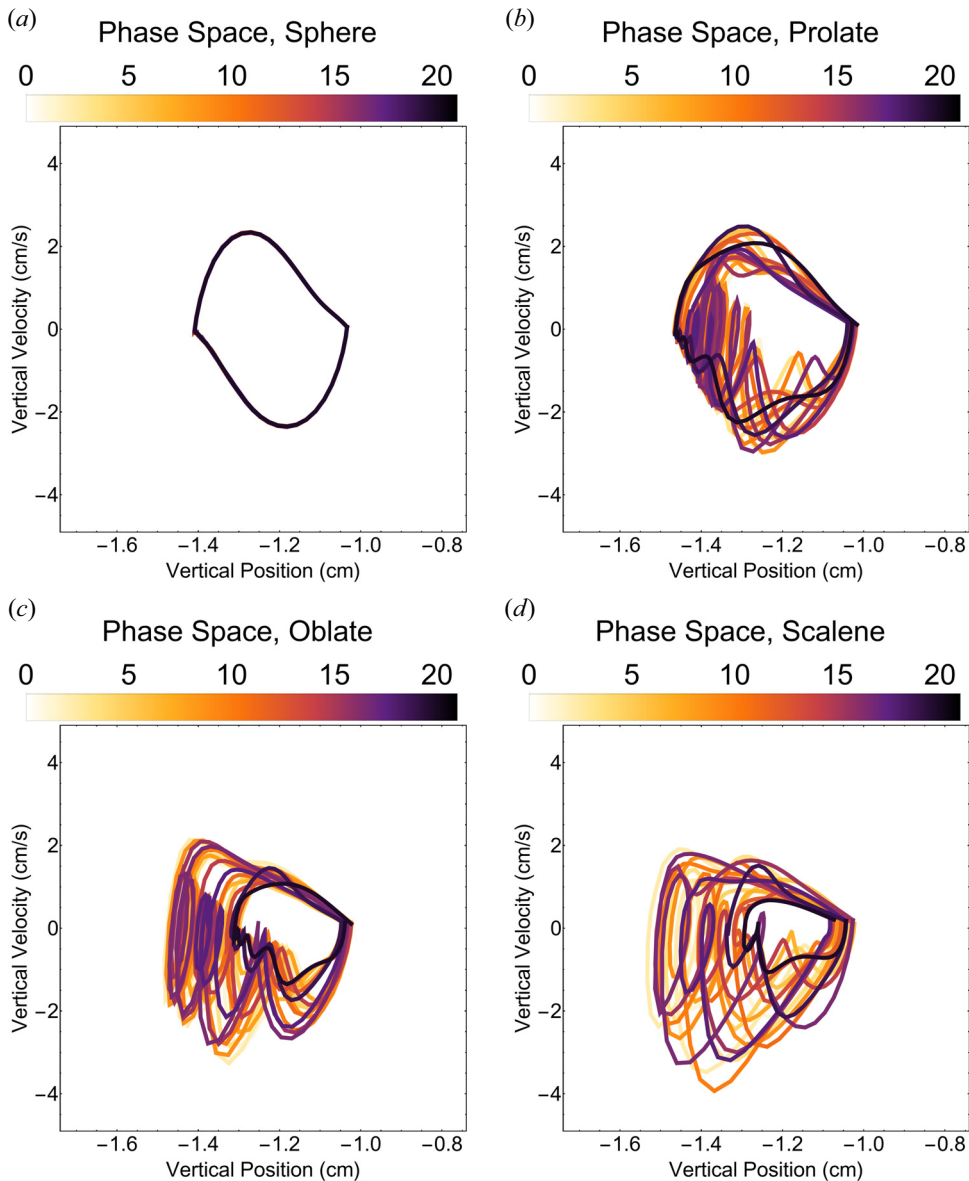 (a)
Phase Space, Sphere
0 5 10 15 20
4
2
0
−2
−4
Vertical Velocity (cm/s)
−1.6 −1.4 −1.2 −1.0 −0.8
Vertical Position (cm)
(b)
Phase Space, Prolate
0 5 10 15 20
4
2
0
−2
−4
Vertical Velocity (cm/s)
−1.6 −1.4 −1.2 −1.0 −0.8
Vertical Position (cm)
(c)
Phase Space, Oblate
0 5 10 15 20
4
2
0
−2
−4
Vertical Velocity (cm/s)
−1.6 −1.4 −1.2 −1.0 −0.8
Vertical Position (cm)
(d)
Phase Space, Scalene
0 5 10 15 20
4
2
0
−2
−4
Vertical Velocity (cm/s)
−1.6 −1.4 −1.2 −1.0 −0.8
Vertical Position (cm)